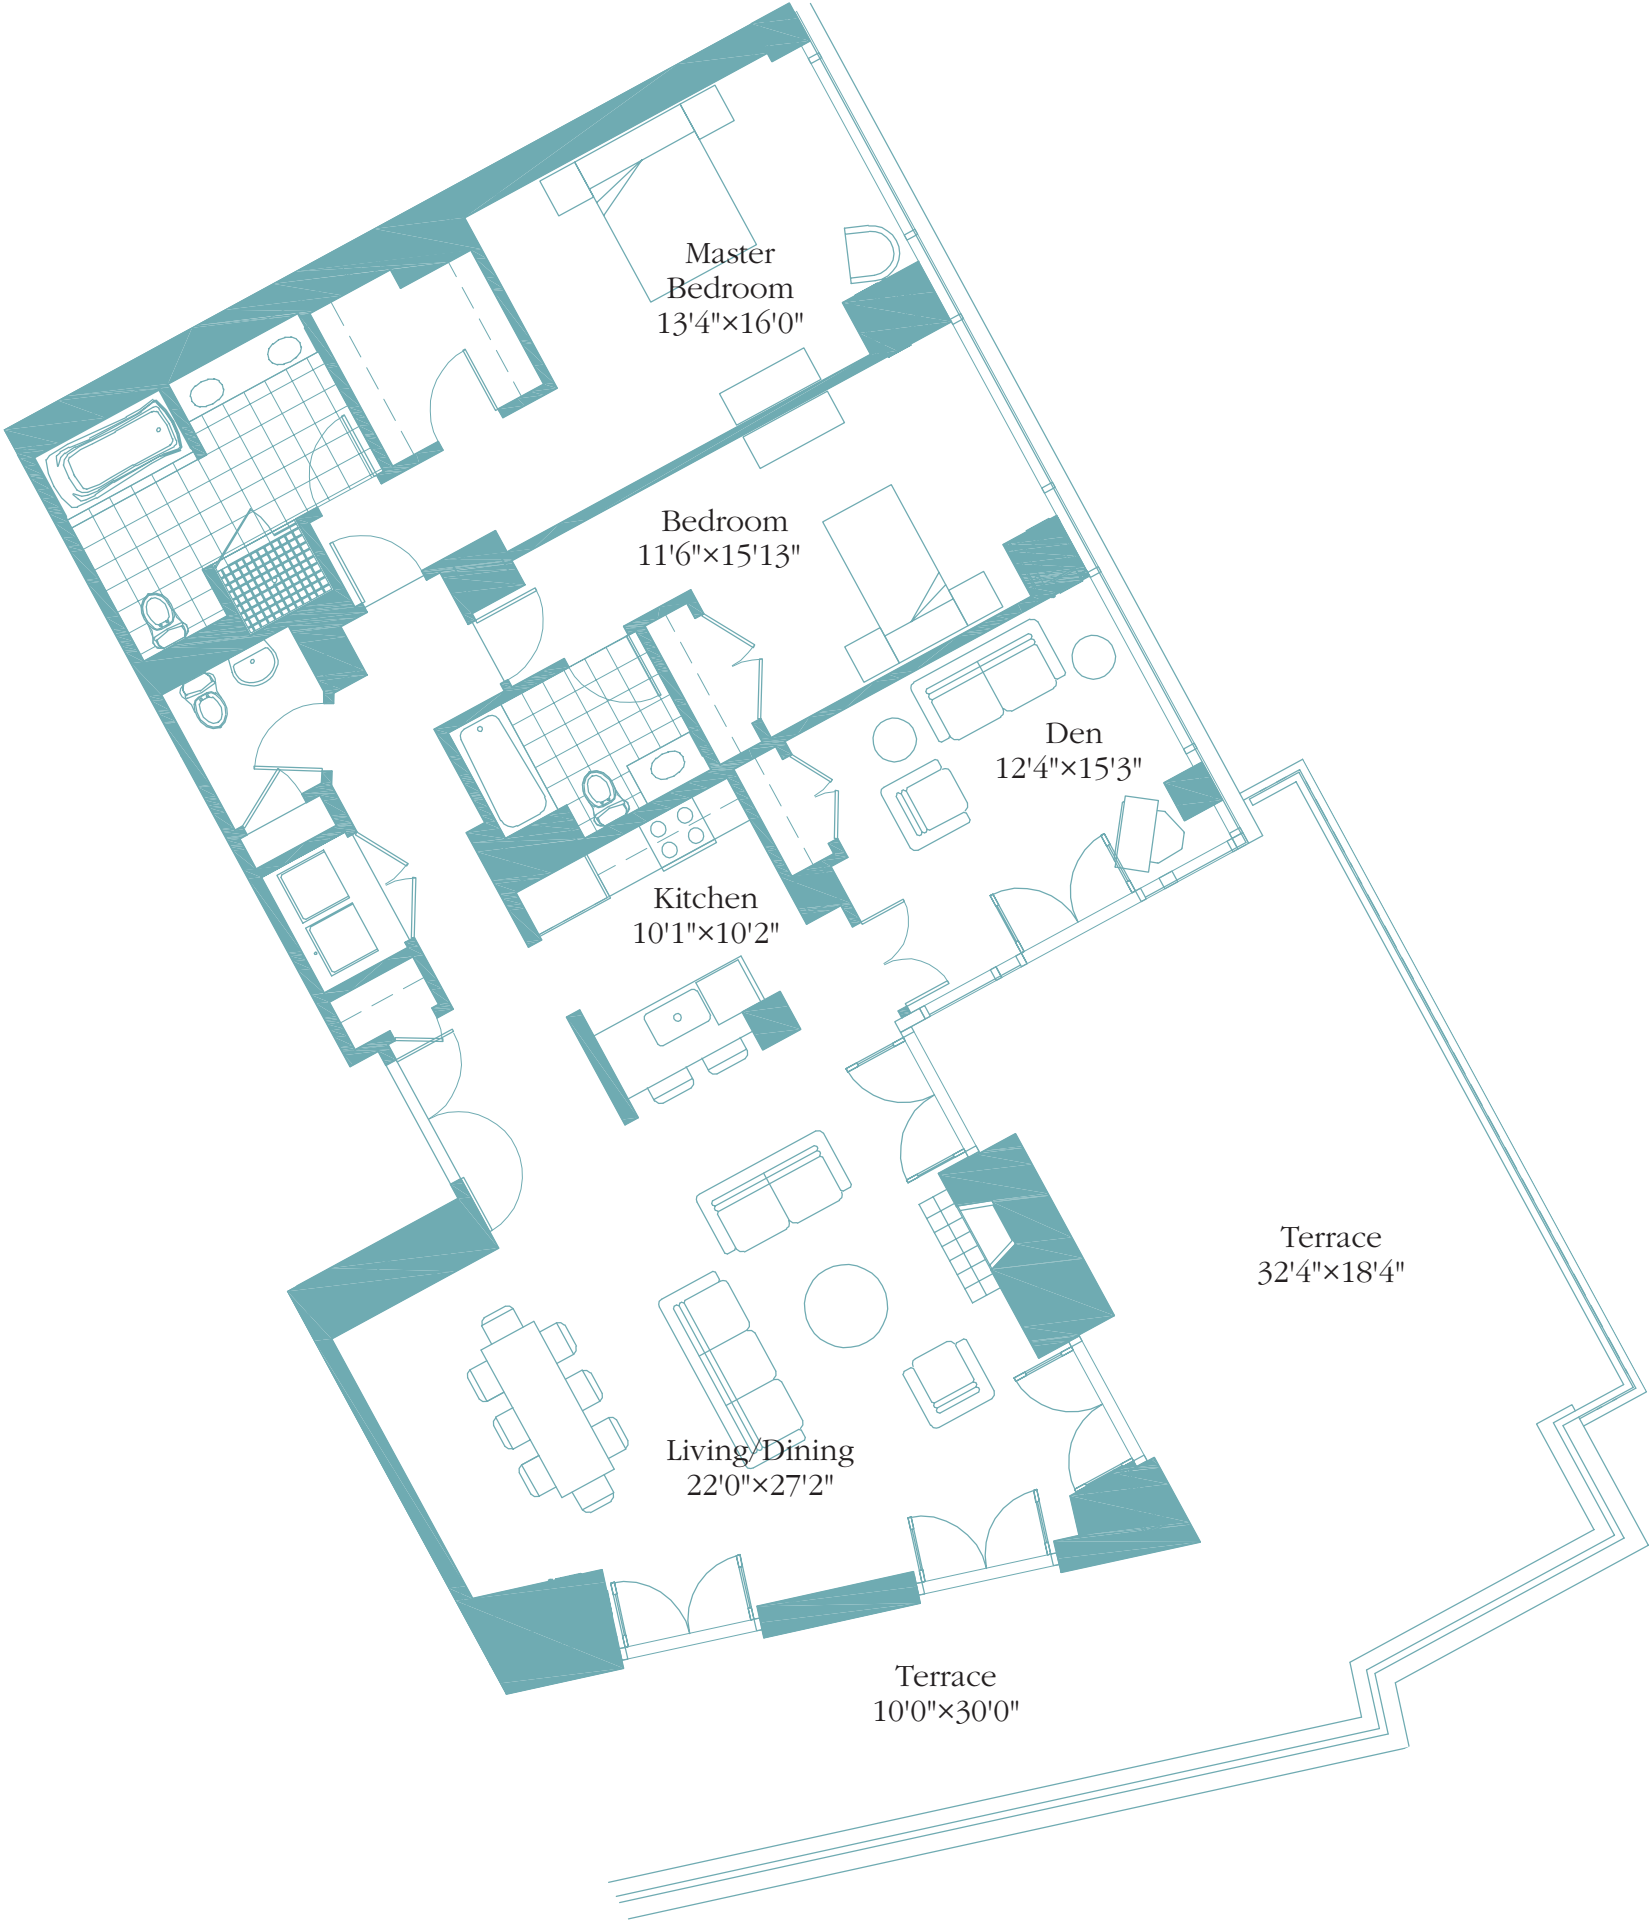 Master
Bedroom
13'4"×16'0"
Bedroom
11'6"×15'13"
Den
12'4"×15'3"
Kitchen
10'1"×10'2"
Terrace
32'4"×18'4"
Living/Dining
22'0"×27'2"
Terrace
10'0"×30'0"